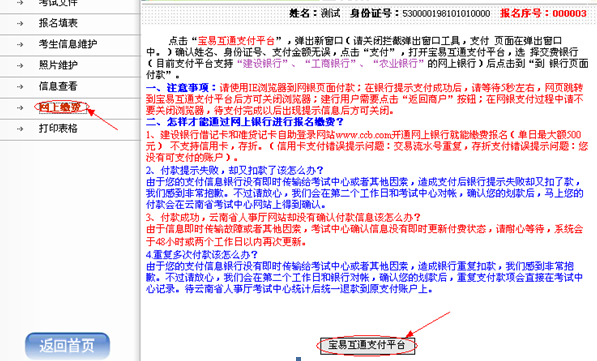 考试文件
报名填表
考生信息维护
照片维护
信息查看
网上缴费
打印表格
返回首页
姓名：测试 身份证号：530000198101010000 报名序号：000003
点击“宝易互通支付平台”，弹出新窗口（请关闭拦截弹出窗口工具，支付 页面在弹出窗口
中。）确认姓名、身份证号、支付金额无误，点击“支付”，打开宝易互通支付平台，选 择交费银行
（目前支付平台支持“建设银行”、“工商银行”、“农业银行”的网上银行）后点击到“到 银行页面
付款”。
一、注意事项：请使用IE浏览器到网银页面付款；在银行提示支付成功后，请等待5秒左右，网页跳转
到宝易互通支付平台后方可关闭浏览器；建行用户需要点击“返回商户”按钮；在网银支付过程中请不
要关闭浏览器，待支付完成以后出现提示信息后方可关闭。
二、怎样才能通过网上银行进行报名缴费？
1、建设银行借记卡和准贷记卡自助登录网站www.ccb.com开通网上银行就能缴费报名（单日最大额500
元） 不支持信用卡，存折。（信用卡支付错误提示问题：交易流水号重复，存折支付错误提示问题：您
没有可支付的账户）。
2、付款提示失败，却又扣款了该怎么办？
由于您的支付信息银行没有即时传输给考试中心或者其他因素，造成付后银行提示失败却又扣了款，
我们感到非常抱歉。不过请放心，我们会在第二个工作日和考试中心对帐，确认您的划款后，马上您的
付款会在云南省考试中心网站上得到确认。
3、付款成功，云南省人事厅网站却没有确认付款信息该怎么办？
由于信息即时传输故障或者其他因素，考试中心确认信息没有即时更新付费状态，请耐心等待，系统会
于48小时或两个工作日以内再次更新。
4.重复多次付款该怎么办？
由于您的支付信息银行没有即时传输给考试中心或者其他因素，造成银行重复扣款，我们感到非常抱
歉。不过请放心，我们会在第二个工作日和银行对帐，确认您的划款后，重复支付款项会直接在考试中
心记录。待云南省人事厅考试中心统计后统一退款到原支付账户上。
宝易互通支付平台